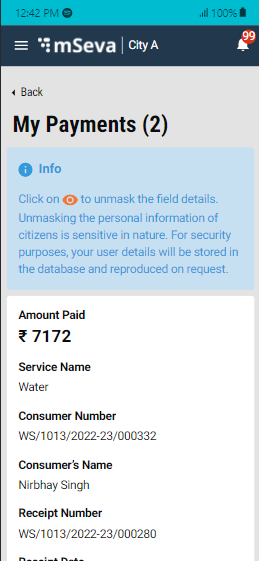 12:42 PM
100%
mSeva
City A
99
Back
My Payments (2)
Info
Click on to unmask the field details.
Unmasking the personal information of
citizens is sensitive in nature. For security
purposes, your user details will be stored in
the database and reproduced on request.
Amount Paid
₹ 7172
Service Name
Water
Consumer Number
WS/1013/2022-23/000332
Consumer’s Name
Nirbhay Singh
Receipt Number
WS/1013/2022-23/000280
Receipt Date